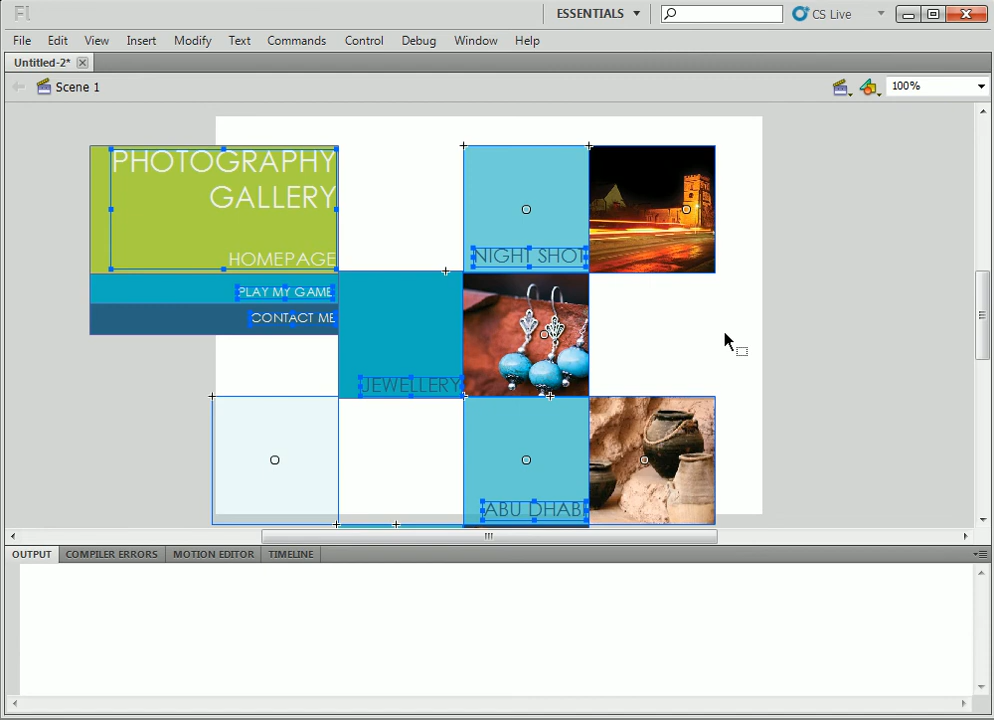 Fl
ESSENTIALS
CS Live
File Edit View Insert Modify Text Commands Control Debug Window Help
Untitled-2*
Scene 1
100%
PHOTOGRAPHY
GALLERY
HOMEPAGE
PLAY MY GAME
CONTACT ME
NIGHT SHOT
JEWELLERY
ABU DHABI
OUTPUT COMPILER ERRORS MOTION EDITOR TIMELINE